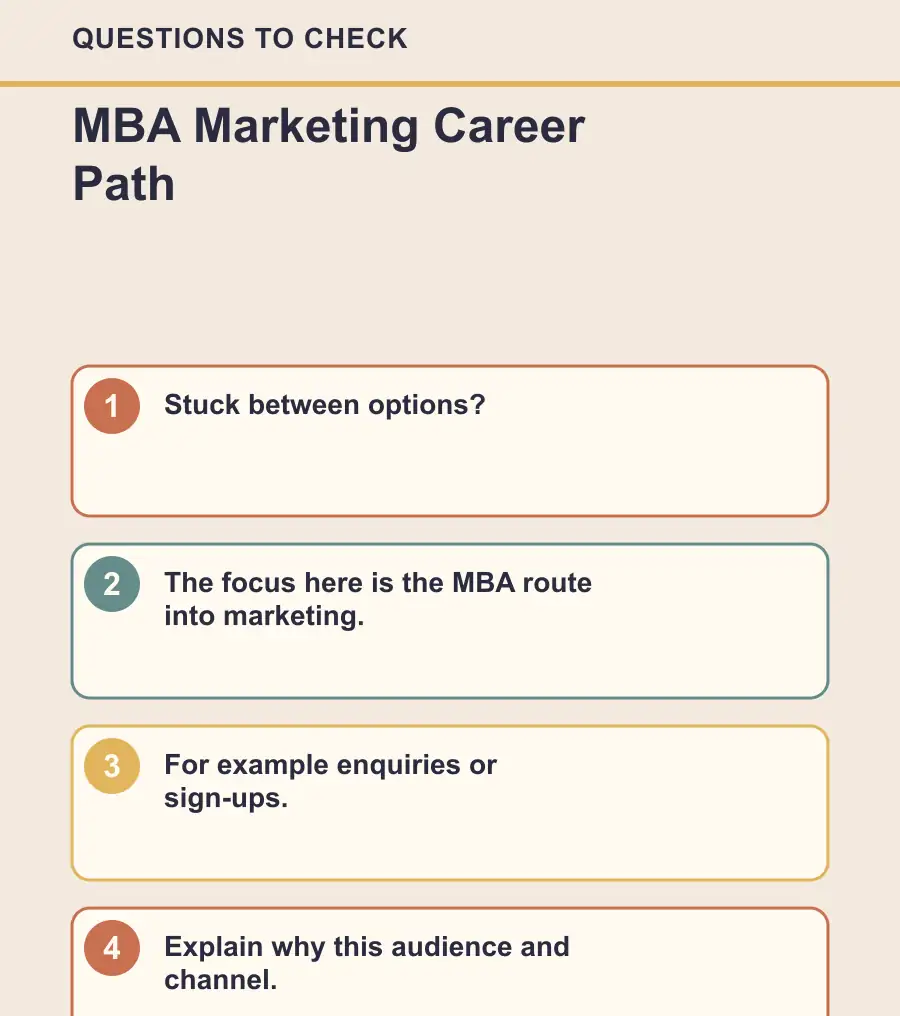 QUESTIONS TO CHECK
MBA Marketing Career
Path
1
Stuck between options?
2
The focus here is the MBA route
into marketing.
3
For example enquiries or
sign-ups.
4
Explain why this audience and
channel.